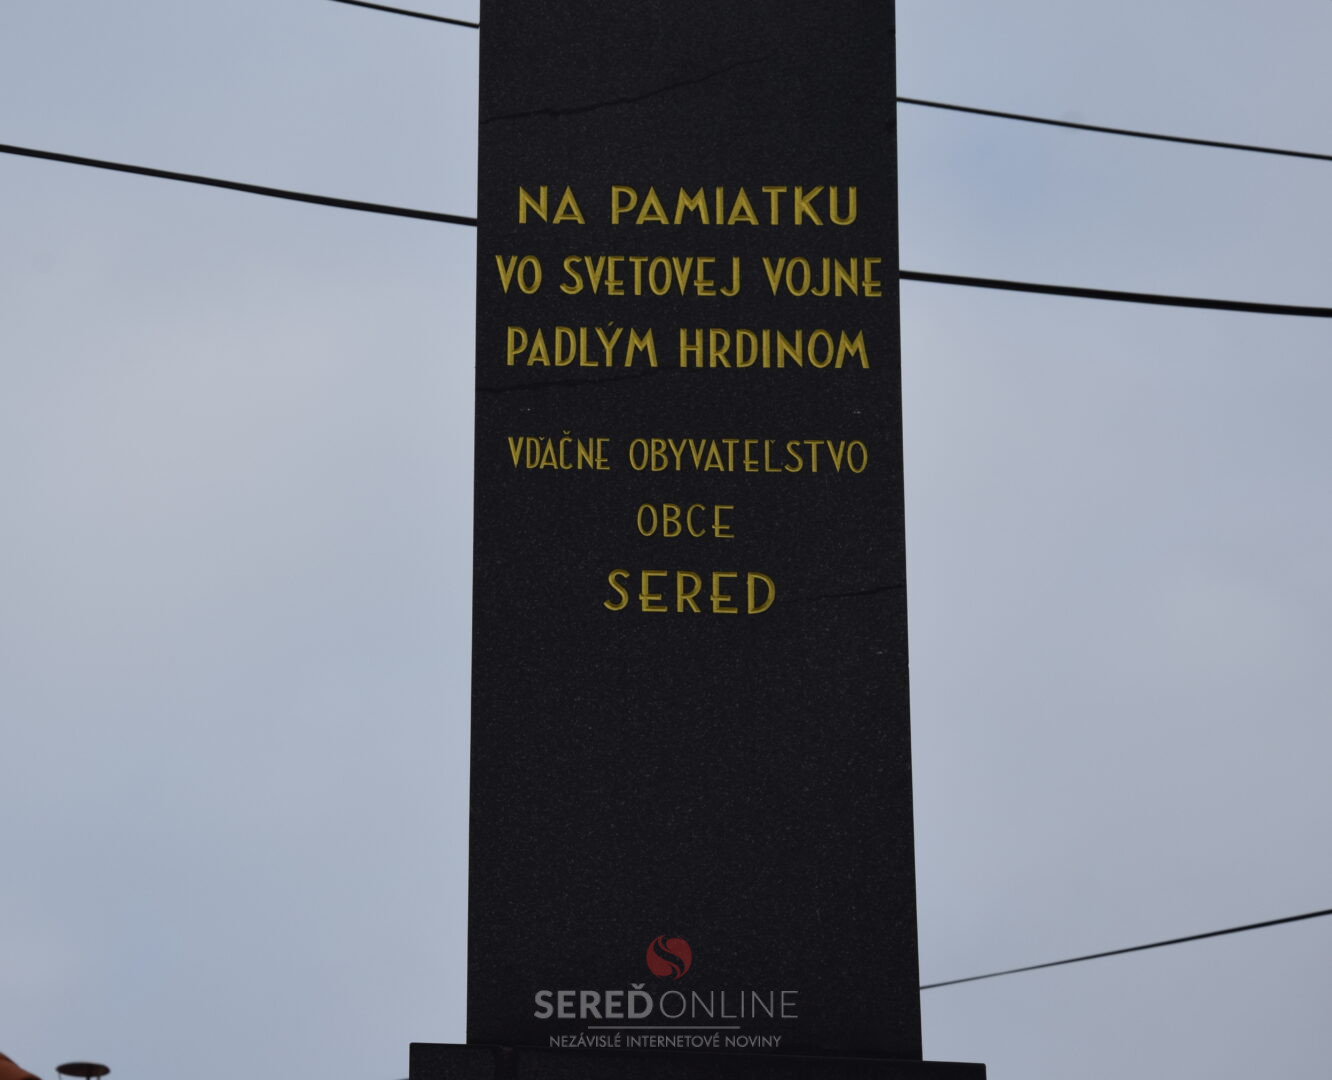 NA PAMIATKU
VO SVETOVEJ VOJNE
PADLÝM HRDINOM
VĎAČNE OBYVATEĽSTVO
OBCE
SERED
SEREĎONLINE
NEZÁVISLÉ INTERNETOVÉ NOVINY